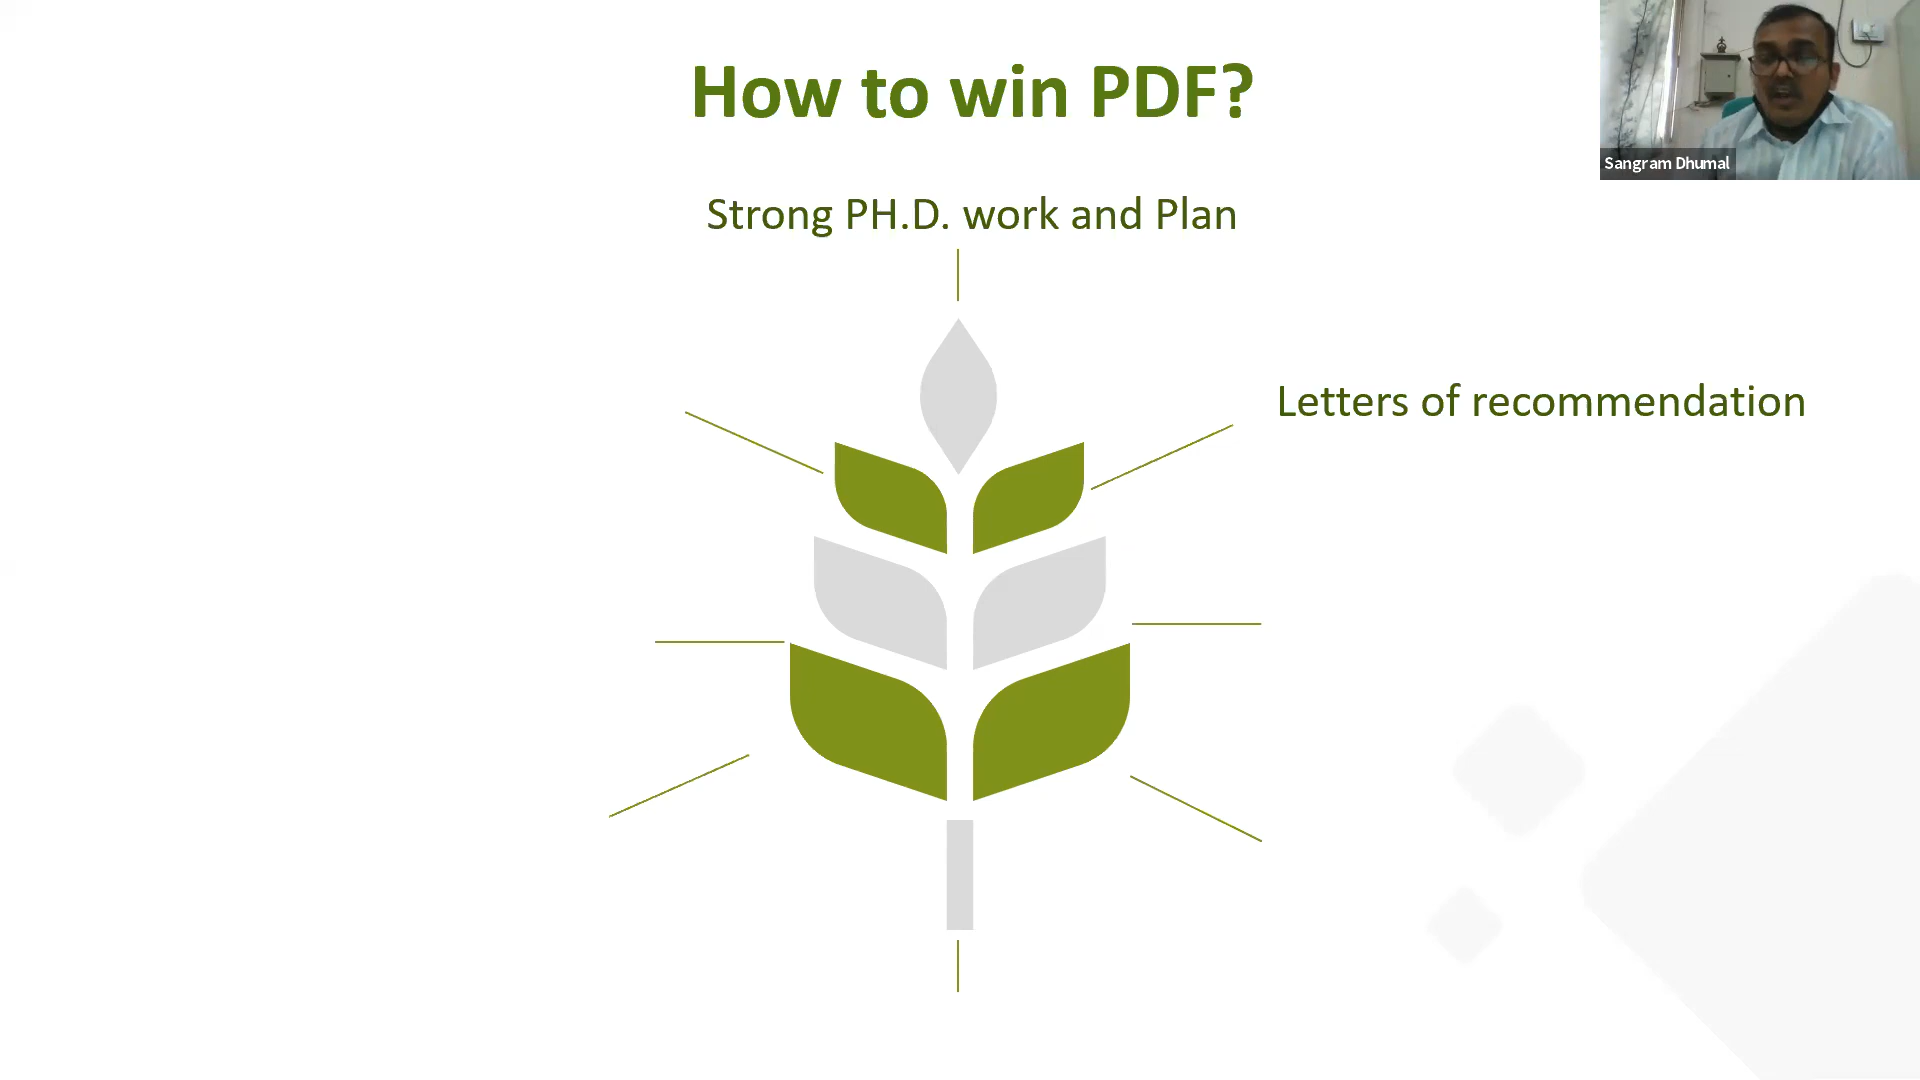 How to win PDF?
Sangram Dhumal
Strong PH.D. work and Plan
Letters of recommendation